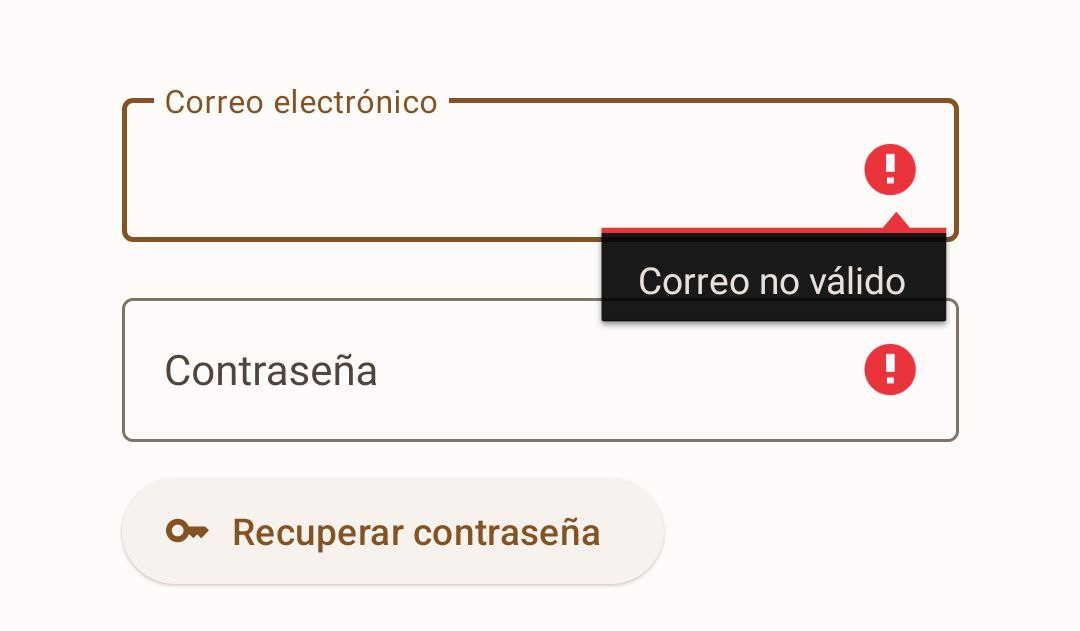 Correo electrónico
Correo no válido
Contraseña
Recuperar contraseña